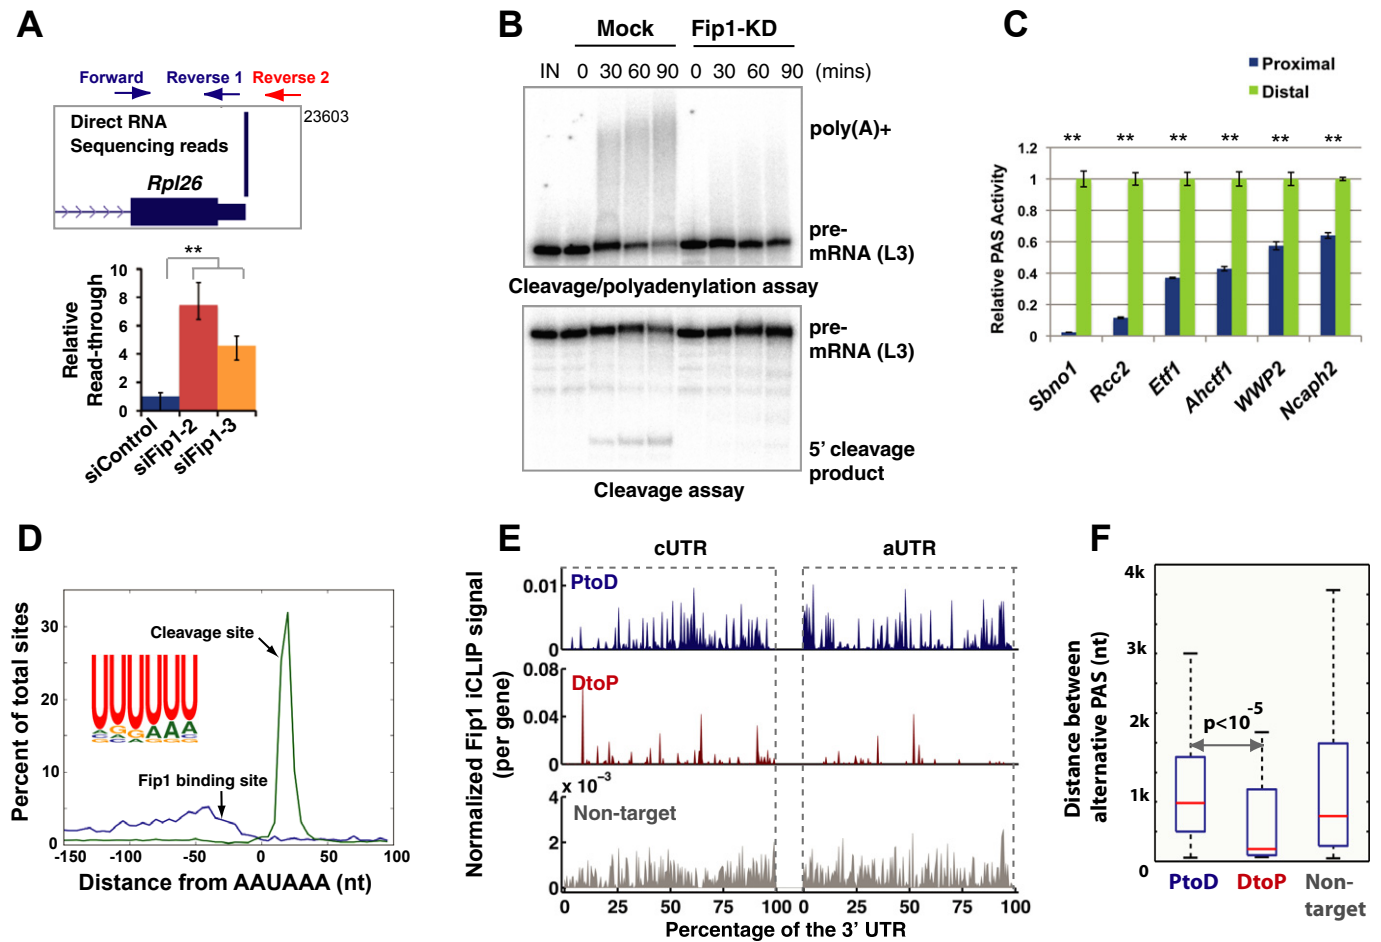 A
Forward
Reverse 1
Reverse 2
23603
Direct RNA
Sequencing reads
Rpl26
**
10
8
6
4
2
0
Relative
Read-through
siControl
siFip1-2
siFip1-3
B
Mock
Fip1-KD
IN 0 30 60 90 0 30 60 90 (mins)
poly(A)+
pre-
mRNA (L3)
Cleavage/polyadenylation assay
pre-
mRNA (L3)
5' cleavage
product
Cleavage assay
C
Proximal
Distal
** ** ** ** ** **
1.2
1
0.8
0.6
0.4
0.2
0
Relative PAS Activity
Sbno1
Rcc2
Etf1
Ahctf1
WWP2
Ncaph2
D
Percent of total sites
30
20
10
0
Cleavage site
Fip1 binding site
UUUUUUU
-150 -100 -50 0 50 100
Distance from AAUAAA (nt)
E
cUTR
aUTR
Normalized Fip1 iCLIP signal
(per gene)
PtoD
0.01
0
DtoP
0.08
0.04
0
4 x 10⁻³
Non-target
2
0
0 25 50 75 100 0 25 50 75 100
Percentage of the 3' UTR
F
Distance between
alternative PAS (nt)
4k
3k
2k
1k
0
p<10⁻⁵
PtoD
DtoP
Non-
target